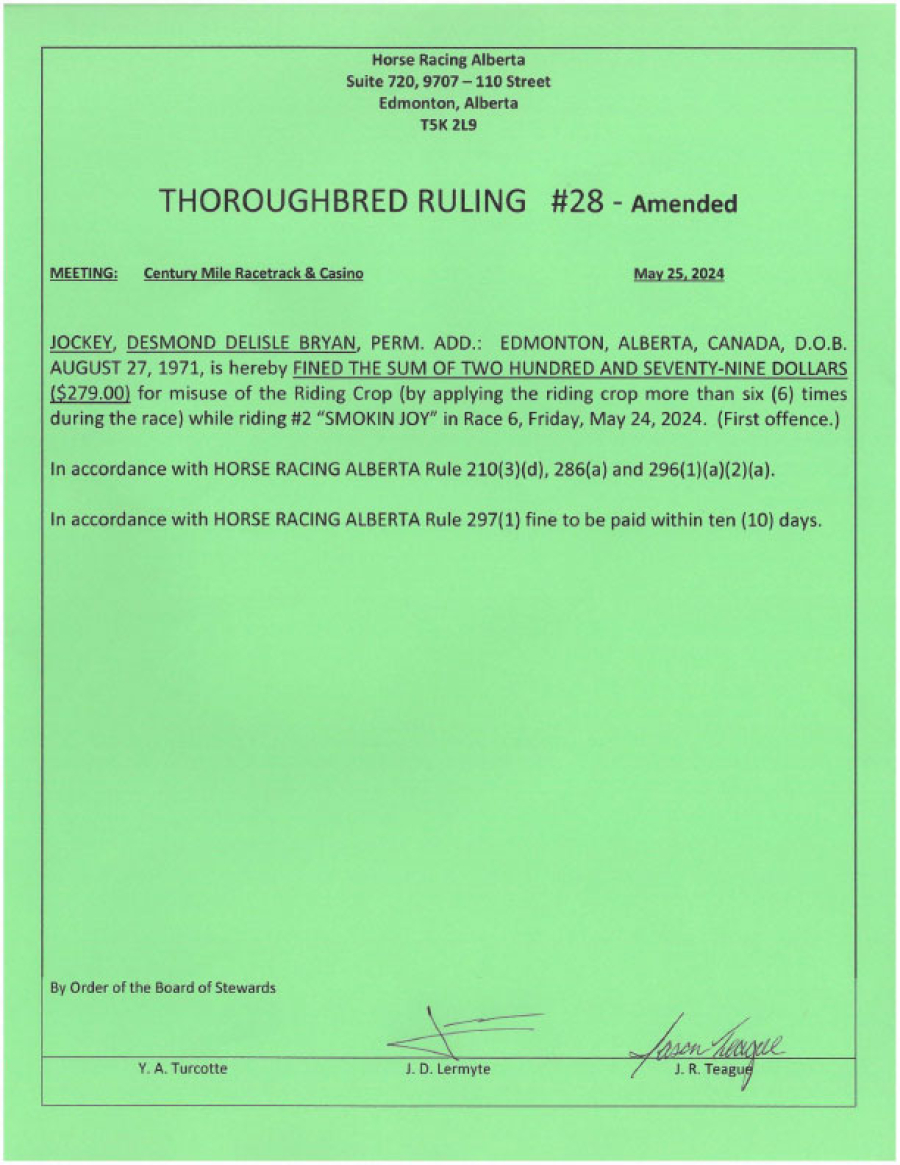 Horse Racing Alberta
Suite 720, 9707 – 110 Street
Edmonton, Alberta
T5K 2L9
THOROUGHBRED RULING #28 - Amended
MEETING: Century Mile Racetrack & Casino May 25, 2024
JOCKEY, DESMOND DELISLE BRYAN, PERM. ADD.: EDMONTON, ALBERTA, CANADA, D.O.B.
AUGUST 27, 1971, is hereby FINED THE SUM OF TWO HUNDRED AND SEVENTY-NINE DOLLARS
($279.00) for misuse of the Riding Crop (by applying the riding crop more than six (6) times
during the race) while riding #2 “SMOKIN JOY” in Race 6, Friday, May 24, 2024. (First offence.)
In accordance with HORSE RACING ALBERTA Rule 210(3)(d), 286(a) and 296(1)(a)(2)(a).
In accordance with HORSE RACING ALBERTA Rule 297(1) fine to be paid within ten (10) days.
By Order of the Board of Stewards
Jason Teague
Y. A. Turcotte J. D. Lermyte J. R. Teague